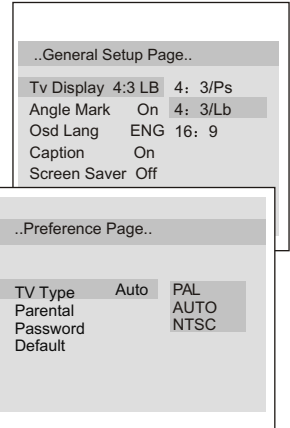 ..General Setup Page..
Tv Display 4:3 LB 4：3/Ps
Angle Mark On 4：3/Lb
Osd Lang ENG 16：9
Caption On
Screen Saver Off
..Preference Page..
TV Type Auto PAL
Parental AUTO
Password NTSC
Default